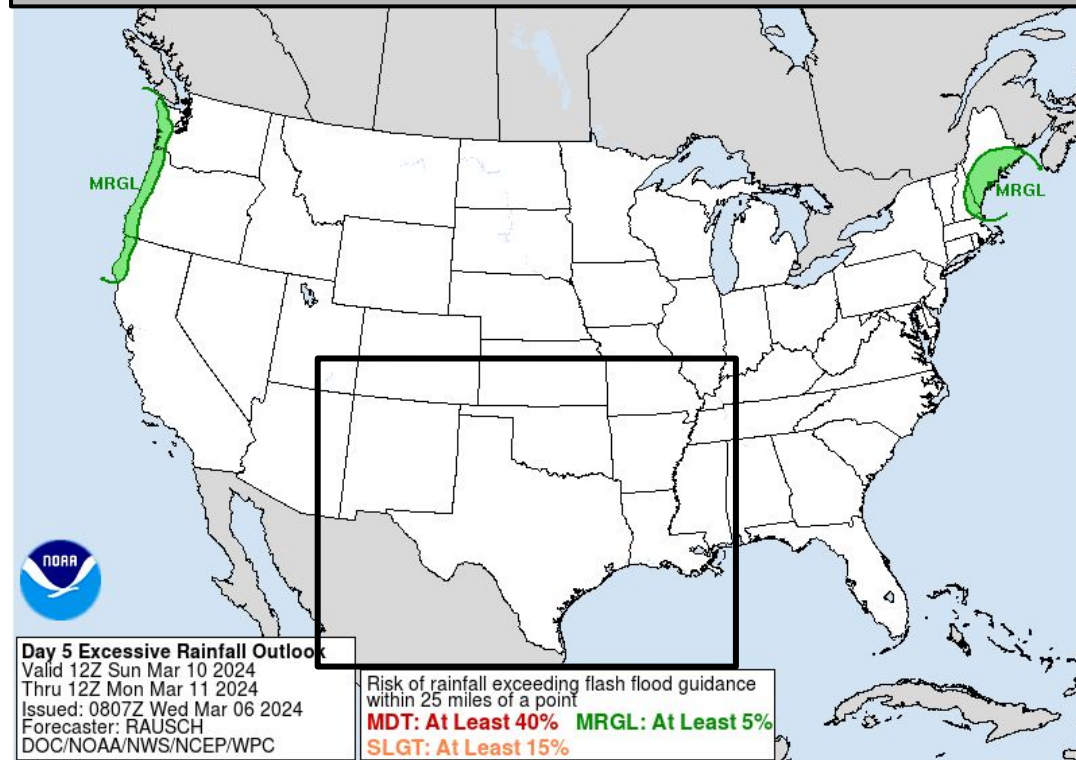 MRGL
MRGL
NOAA
Day 5 Excessive Rainfall Outlook
Valid 12Z Sun Mar 10 2024
Thru 12Z Mon Mar 11 2024
Issued: 0807Z Wed Mar 06 2024
Forecaster: RAUSCH
DOC/NOAA/NWS/NCEP/WPC
Risk of rainfall exceeding flash flood guidance
within 25 miles of a point
MDT: At Least 40% MRGL: At Least 5%
SLGT: At Least 15%